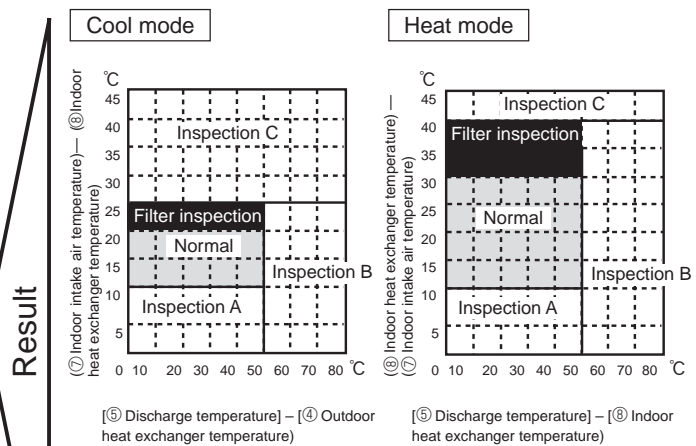 Cool mode
Heat mode
Result
(⑦Indoor intake air temperature)— (⑧Indoor
heat exchanger temperature)
℃
45
40
35
30
25
20
15
10
5
0 10 20 30 40 50 60 70 80 ℃
Inspection C
Filter inspection
Normal
Inspection B
Inspection A
[⑤ Discharge temperature] – [④ Outdoor
heat exchanger temperature)
(⑧ Indoor heat exchanger temperature) —
(⑦ Indoor intake air temperature)
℃
45
40
35
30
25
20
15
10
5
0 10 20 30 40 50 60 70 80 ℃
Inspection C
Filter inspection
Normal
Inspection B
Inspection A
[⑤ Discharge temperature] – [⑧ Indoor
heat exchanger temperature)